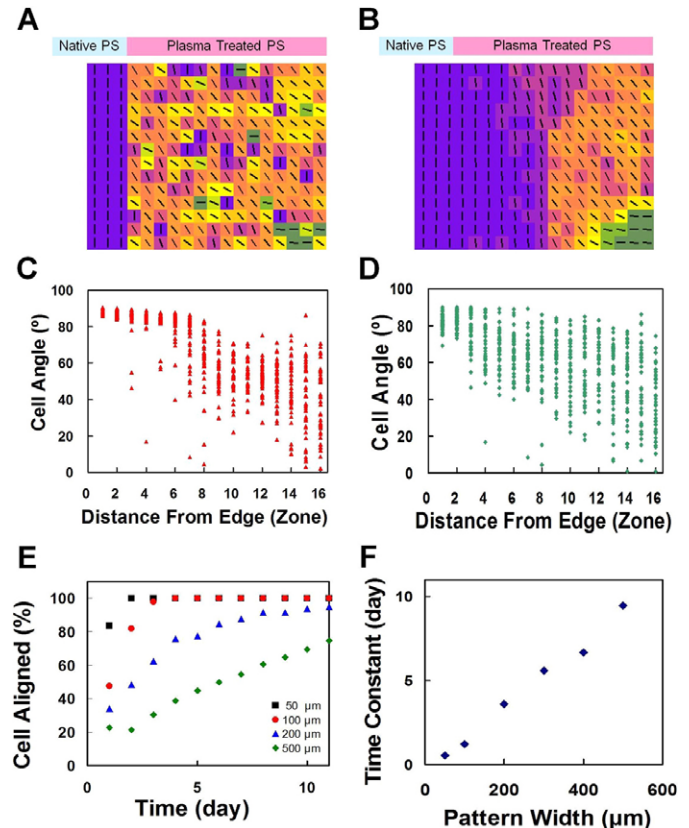 A
B
Native PS
Plasma Treated PS
Native PS
Plasma Treated PS
C
D
100
80
60
40
20
0
Cell Angle (º)
0 2 4 6 8 10 12 14 16
Distance From Edge (Zone)
100
80
60
40
20
0
Cell Angle (°)
0 2 4 6 8 10 12 14 16
Distance From Edge (Zone)
E
F
100
80
60
40
20
0
Cell Aligned (%)
50 µm
100 µm
200 µm
500 µm
0 5 10
Time (day)
10
5
0
Time Constant (day)
0 200 400 600
Pattern Width (µm)